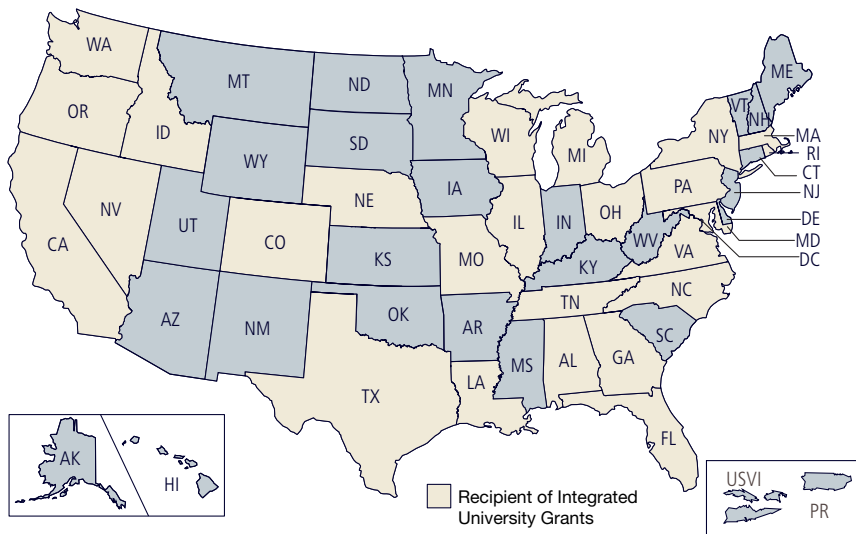 WA
MT
ND
MN
ME
VT
NH
OR
ID
SD
WI
MI
NY
MA
RI
CT
WY
IA
PA
NJ
NV
NE
IL
IN
OH
DE
CA
UT
CO
KS
MO
WV
VA
MD
DC
KY
NC
AZ
NM
OK
AR
TN
SC
TX
LA
MS
AL
GA
FL
AK
HI
Recipient of Integrated
University Grants
USVI
PR